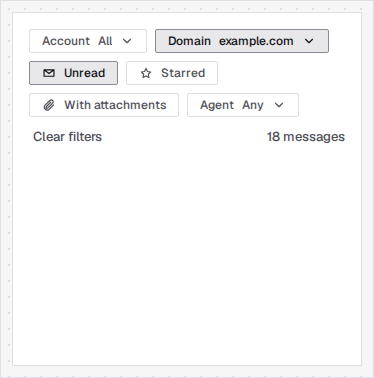 Account All Domain example.com
Unread Starred
With attachments Agent Any
Clear filters 18 messages